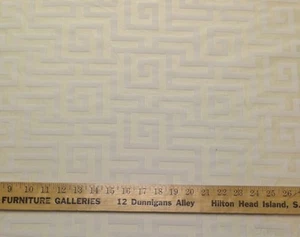 9 10 11 12 13 14 15 16 17 18 19 20 21 22 23 24 25 26
FURNITURE GALLERIES 12 Dunnigans Alley Hilton Head Island, S.